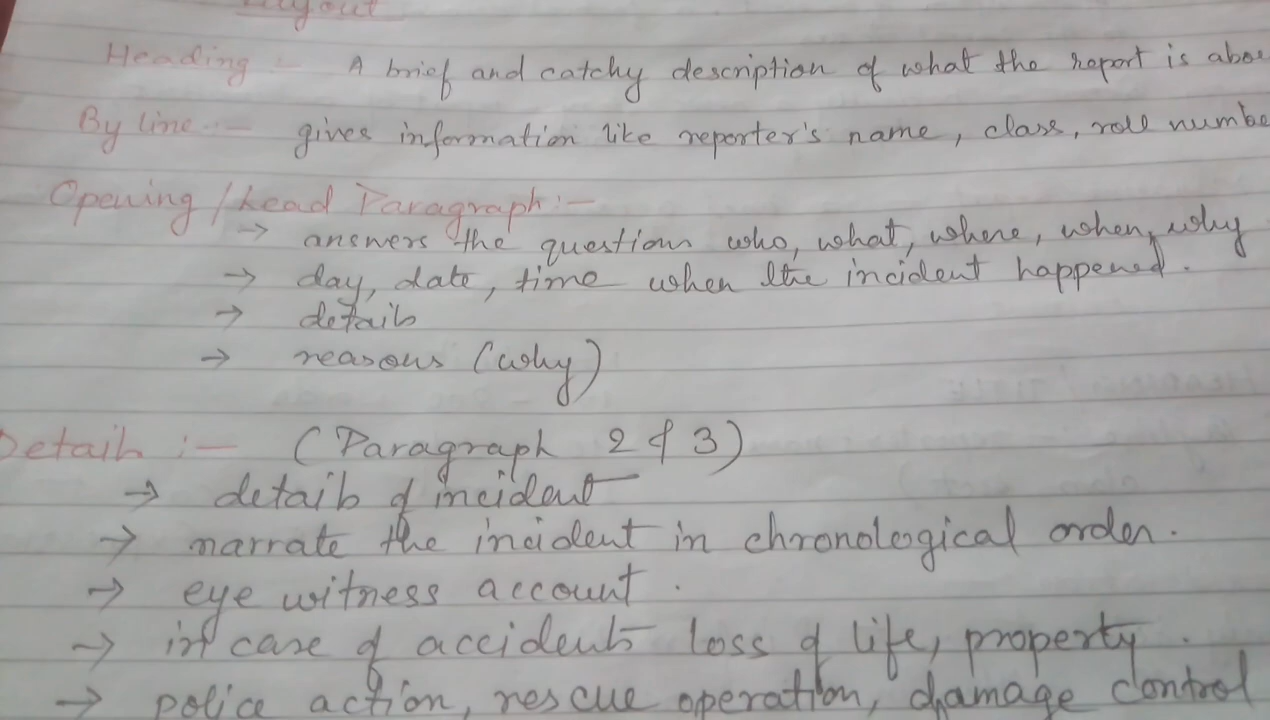 Layout
Heading :- A brief and catchy description of what the report is abou
By line :- gives information like reporter's name, class, roll numbe
Opening / Lead Paragraph :-
→ answers the question who, what, where, when, why
→ day, date, time when the incident happened.
→ details
→ reasons (why)
Details :- (Paragraph 2 & 3)
→ details of incident
→ narrate the incident in chronological order.
→ eye witness account.
→ in case of accidents loss of life, property.
→ police action, rescue operation, damage control